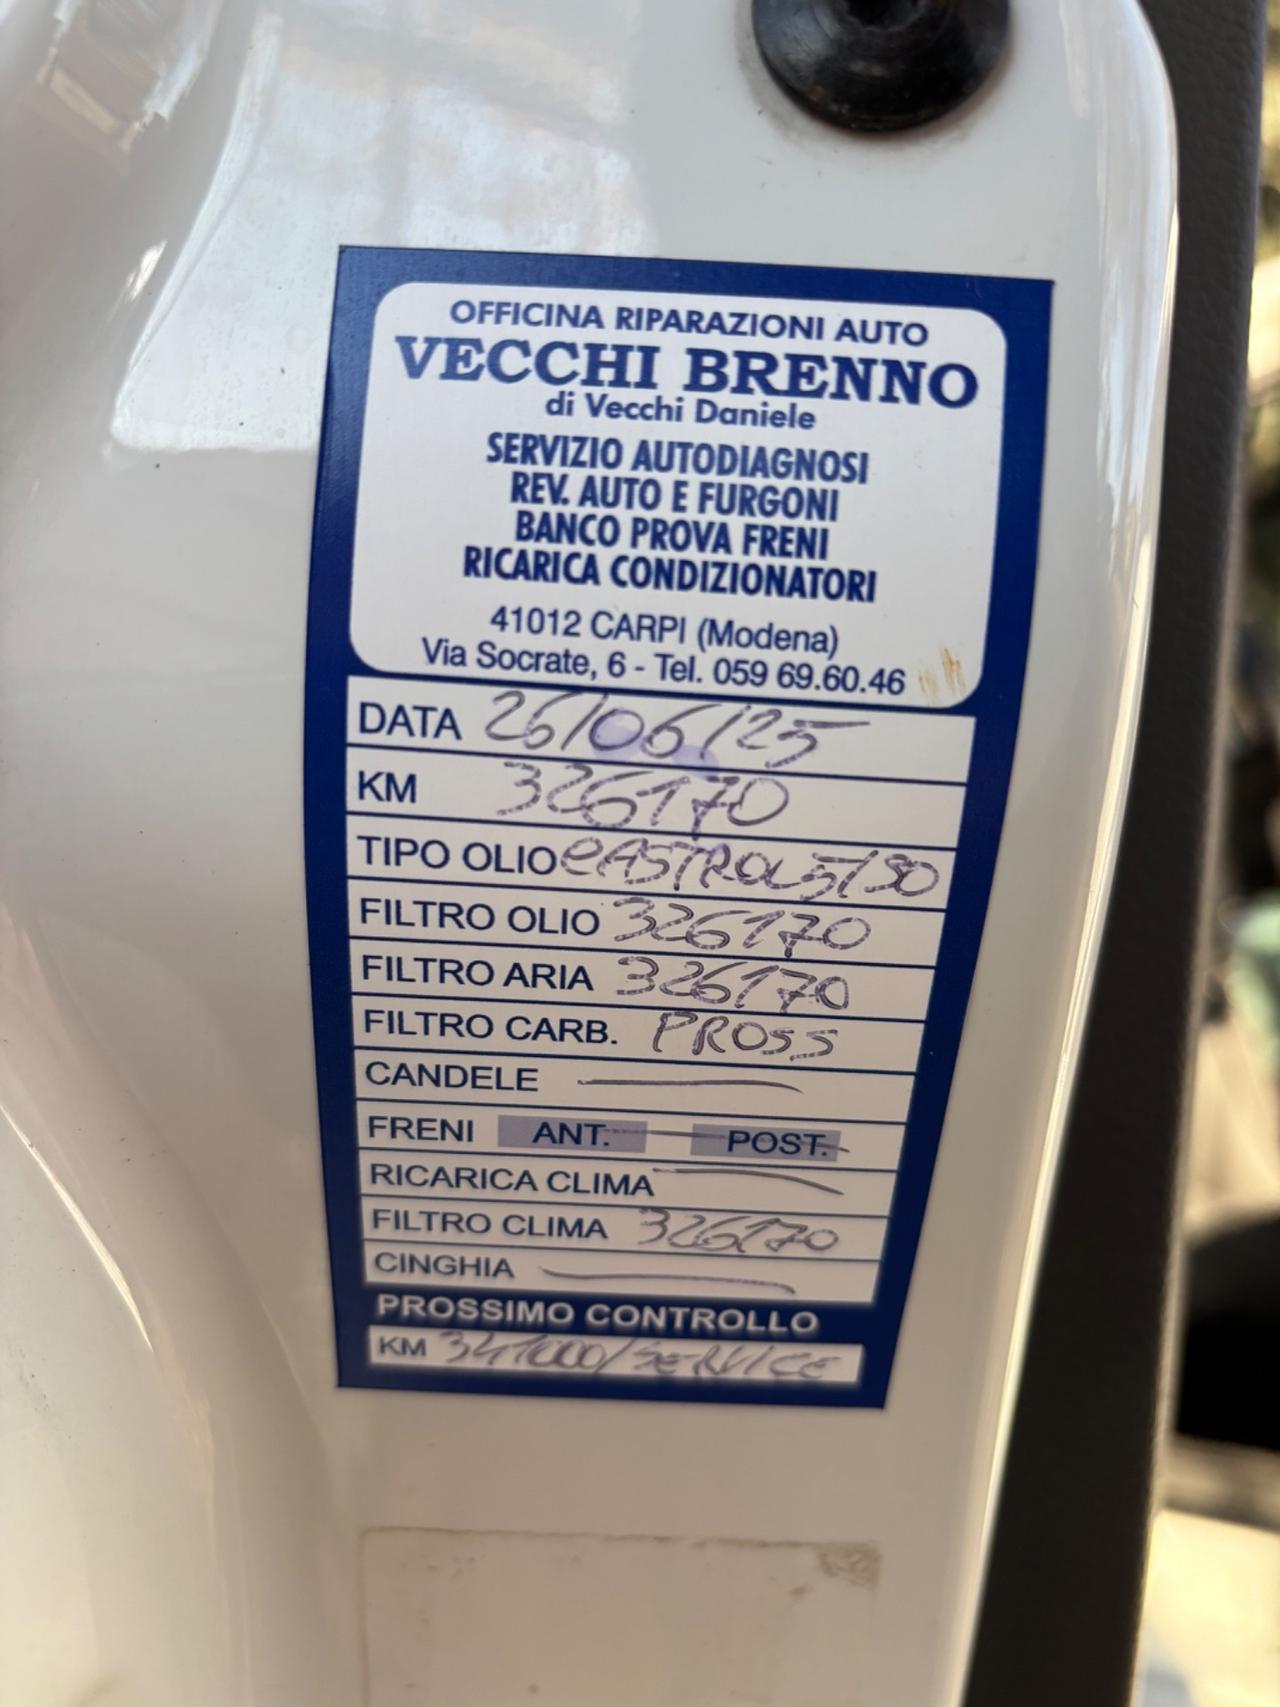 OFFICINA RIPARAZIONI AUTO
VECCHI BRENNO
di Vecchi Daniele
SERVIZIO AUTODIAGNOSI
REV. AUTO E FURGONI
BANCO PROVA FRENI
RICARICA CONDIZIONATORI
41012 CARPI (Modena)
Via Socrate, 6 - Tel. 059 69.60.46
DATA 26/06/25
KM 326170
TIPO OLIO CASTROL 5/30
FILTRO OLIO 326170
FILTRO ARIA 326170
FILTRO CARB. PROSS
CANDELE
FRENI ANT. POST.
RICARICA CLIMA
FILTRO CLIMA 326170
CINGHIA
PROSSIMO CONTROLLO
KM 341000/SERVICE